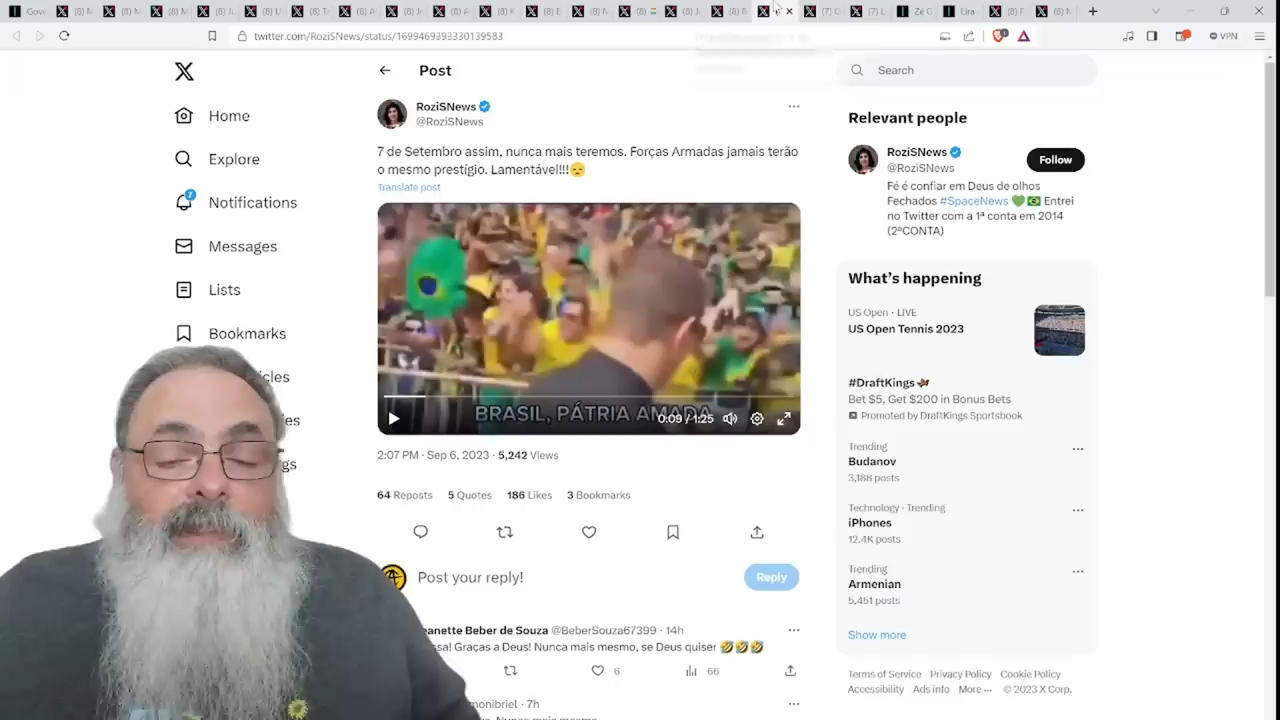 twitter.com/RoziSNews/status/1699469393330139583
VPN
Post
Search
Home
Explore
Notifications
7
Messages
Lists
Bookmarks
RoziSNews
@RoziSNews
7 de Setembro assim, nunca mais teremos. Forças Armadas jamais terão
o mesmo prestígio. Lamentável!!!😞
Translate post
BRASIL, PÁTRIA AMADA
0:09 / 1:25
2:07 PM · Sep 6, 2023 · 5,242 Views
64 Reposts 5 Quotes 186 Likes 3 Bookmarks
Post your reply!
Reply
eanette Beber de Souza @BeberSouza67399 · 14h
ssa! Graças a Deus! Nunca mais mesmo, se Deus quiser 🤣🤣🤣
6 66
Relevant people
RoziSNews
@RoziSNews
Follow
Fé é confiar em Deus de olhos
Fechados #SpaceNews 💚🇧🇷 Entrei
no Twitter com a 1ª conta em 2014
(2ªCONTA)
What's happening
US Open · LIVE
US Open Tennis 2023
#DraftKings
Bet $5, Get $200 in Bonus Bets
Promoted by DraftKings Sportsbook
Trending
Budanov
3,188 posts
Technology · Trending
iPhones
12.4K posts
Trending
Armenian
5,451 posts
Show more
Terms of Service Privacy Policy Cookie Policy
Accessibility Ads info More ··· © 2023 X Corp.